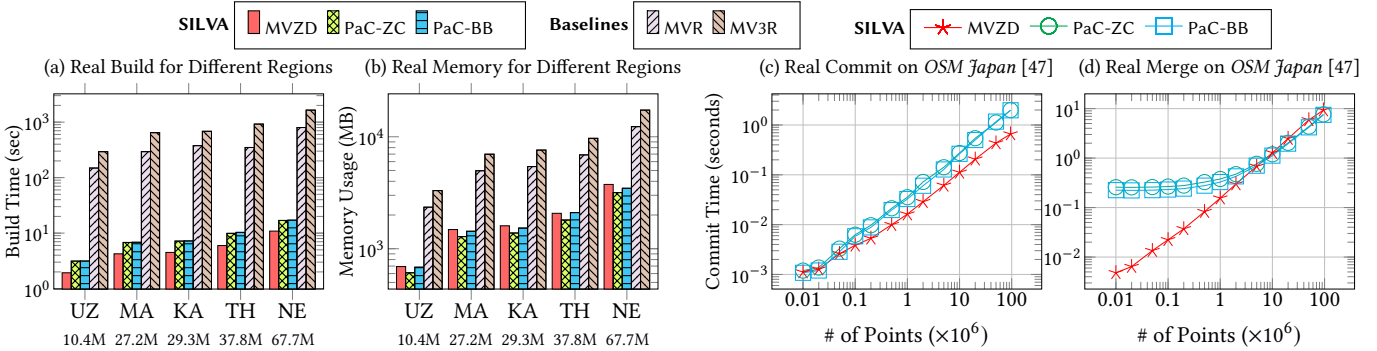 SILVA MVZD PaC-ZC PaC-BB Baselines MVR MV3R SILVA MVZD PaC-ZC PaC-BB
(a) Real Build for Different Regions (b) Real Memory for Different Regions (c) Real Commit on OSM Japan [47] (d) Real Merge on OSM Japan [47]
Build Time (sec)
10^3
10^2
10^1
10^0
UZ MA KA TH NE
10.4M 27.2M 29.3M 37.8M 67.7M
Memory Usage (MB)
10^4
10^3
UZ MA KA TH NE
10.4M 27.2M 29.3M 37.8M 67.7M
Commit Time (seconds)
10^0
10^−1
10^−2
10^−3
0.01 0.1 1 10 100
# of Points (×10^6)
10^1
10^0
10^−1
10^−2
0.01 0.1 1 10 100
# of Points (×10^6)